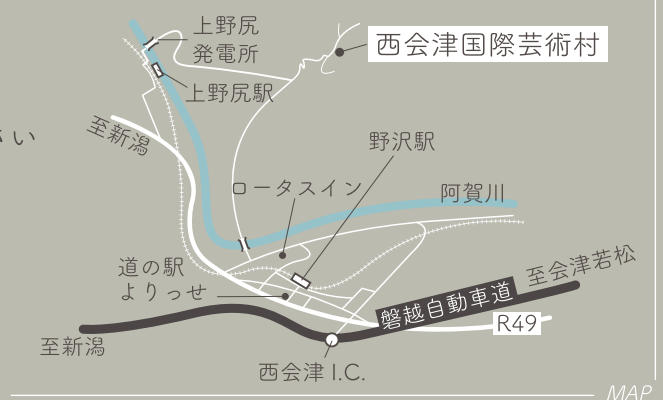 上野尻
発電所
西会津国際芸術村
上野尻駅
至新潟
さい
野沢駅
ロータスイン
阿賀川
道の駅
よりっせ
至会津若松
磐越自動車道
R49
至新潟
西会津 I.C.
MAP